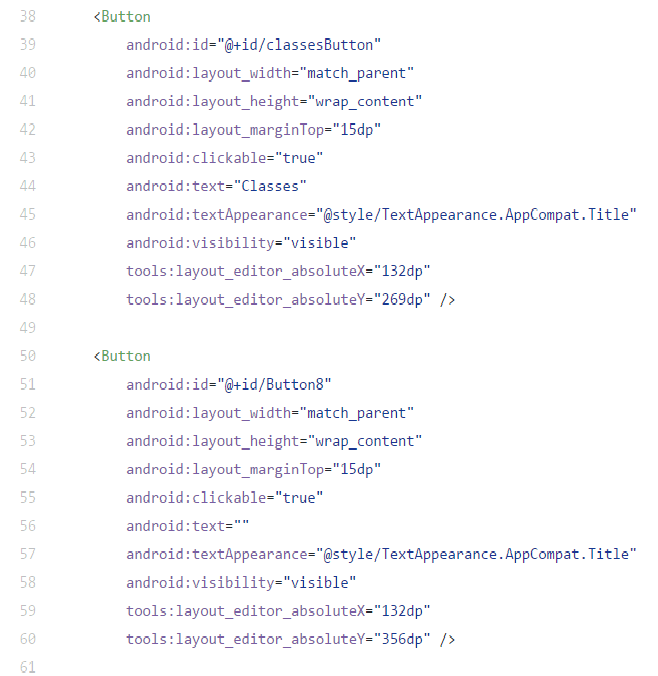 38 <Button
39 android:id="@+id/classesButton"
40 android:layout_width="match_parent"
41 android:layout_height="wrap_content"
42 android:layout_marginTop="15dp"
43 android:clickable="true"
44 android:text="Classes"
45 android:textAppearance="@style/TextAppearance.AppCompat.Title"
46 android:visibility="visible"
47 tools:layout_editor_absoluteX="132dp"
48 tools:layout_editor_absoluteY="269dp" />
49
50 <Button
51 android:id="@+id/Button8"
52 android:layout_width="match_parent"
53 android:layout_height="wrap_content"
54 android:layout_marginTop="15dp"
55 android:clickable="true"
56 android:text=""
57 android:textAppearance="@style/TextAppearance.AppCompat.Title"
58 android:visibility="visible"
59 tools:layout_editor_absoluteX="132dp"
60 tools:layout_editor_absoluteY="356dp" />
61